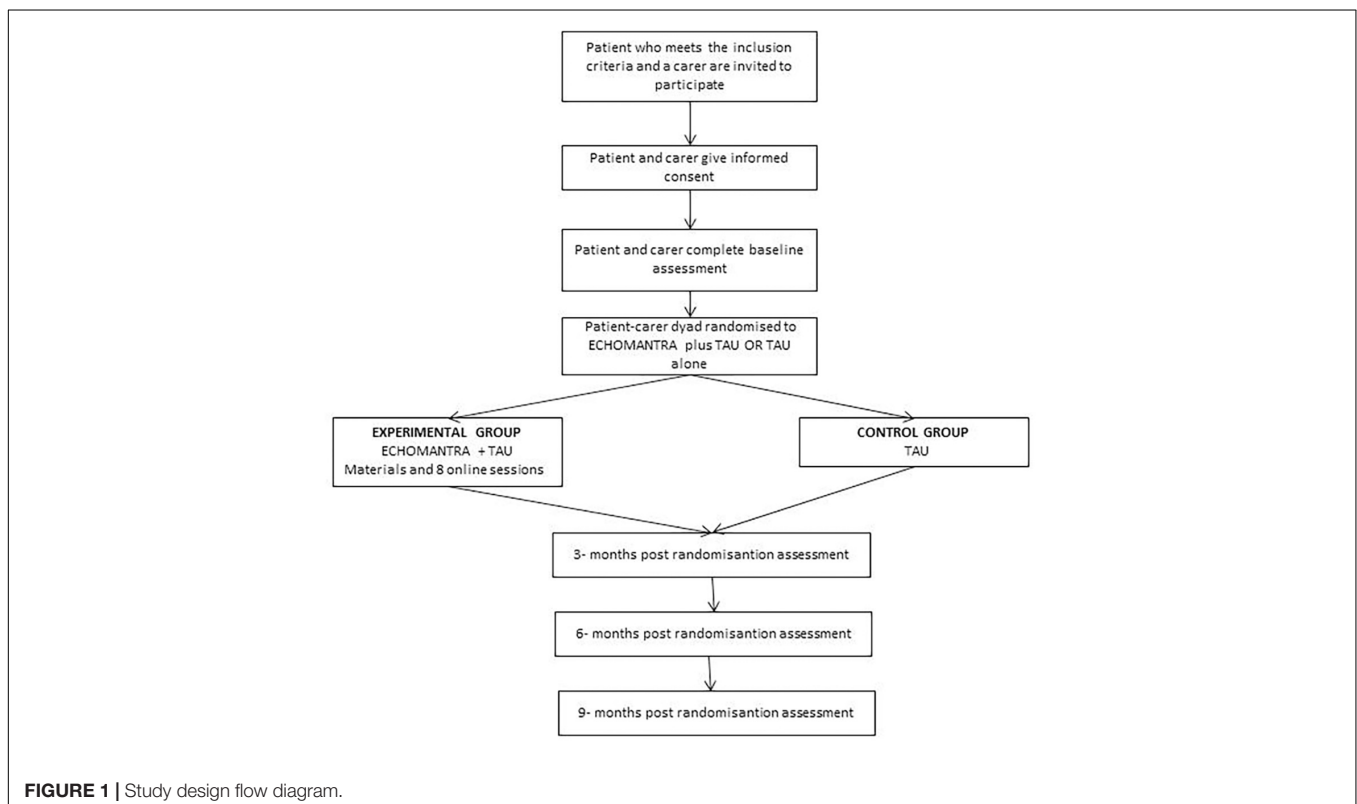 Patient who meets the inclusion
criteria and a carer are invited to
participate
Patient and carer give informed
consent
Patient and carer complete baseline
assessment
Patient-carer dyad randomised to
ECHOMANTRA plus TAU OR TAU
alone
EXPERIMENTAL GROUP
ECHOMANTRA + TAU
Materials and 8 online sessions
CONTROL GROUP
TAU
3- months post randomisantion assessment
6- months post randomisantion assessment
9- months post randomisantion assessment
FIGURE 1 | Study design flow diagram.